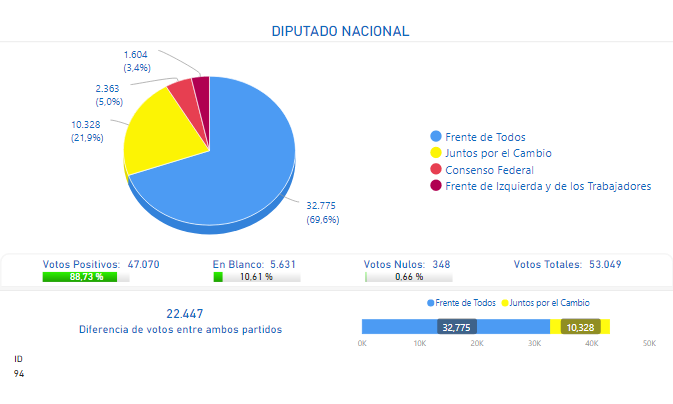 DIPUTADO NACIONAL
1.604
(3,4%)
2.363
(5,0%)
10.328
(21,9%)
32.775
(69,6%)
Frente de Todos
Juntos por el Cambio
Consenso Federal
Frente de Izquierda y de los Trabajadores
Votos Positivos: 47.070
88,73 %
En Blanco: 5.631
10,61 %
Votos Nulos: 348
0,66 %
Votos Totales: 53.049
22.447
Diferencia de votos entre ambos partidos
Frente de Todos Juntos por el Cambio
32,775 10,328
0K 10K 20K 30K 40K 50K
ID
94